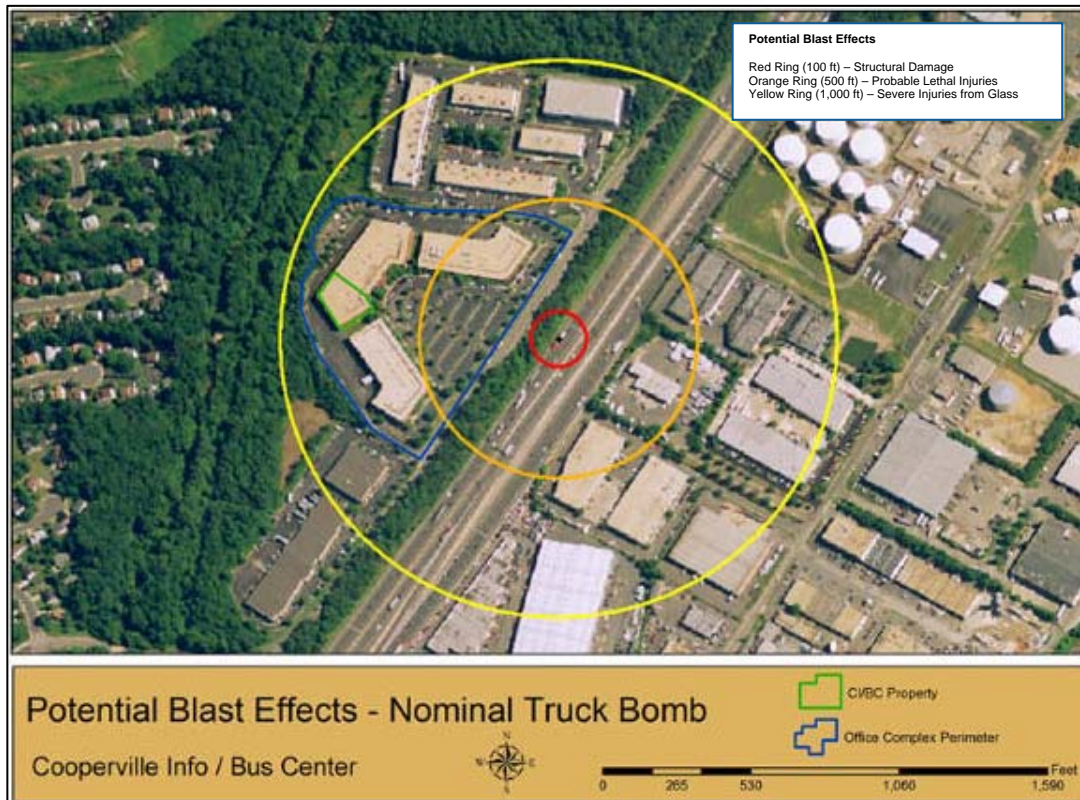 Potential Blast Effects
Red Ring (100 ft) – Structural Damage
Orange Ring (500 ft) – Probable Lethal Injuries
Yellow Ring (1,000 ft) – Severe Injuries from Glass
Potential Blast Effects - Nominal Truck Bomb
Cooperville Info / Bus Center
N
W
E
S
CI/BC Property
Office Complex Perimeter
Feet
0 265 530 1,060 1,590